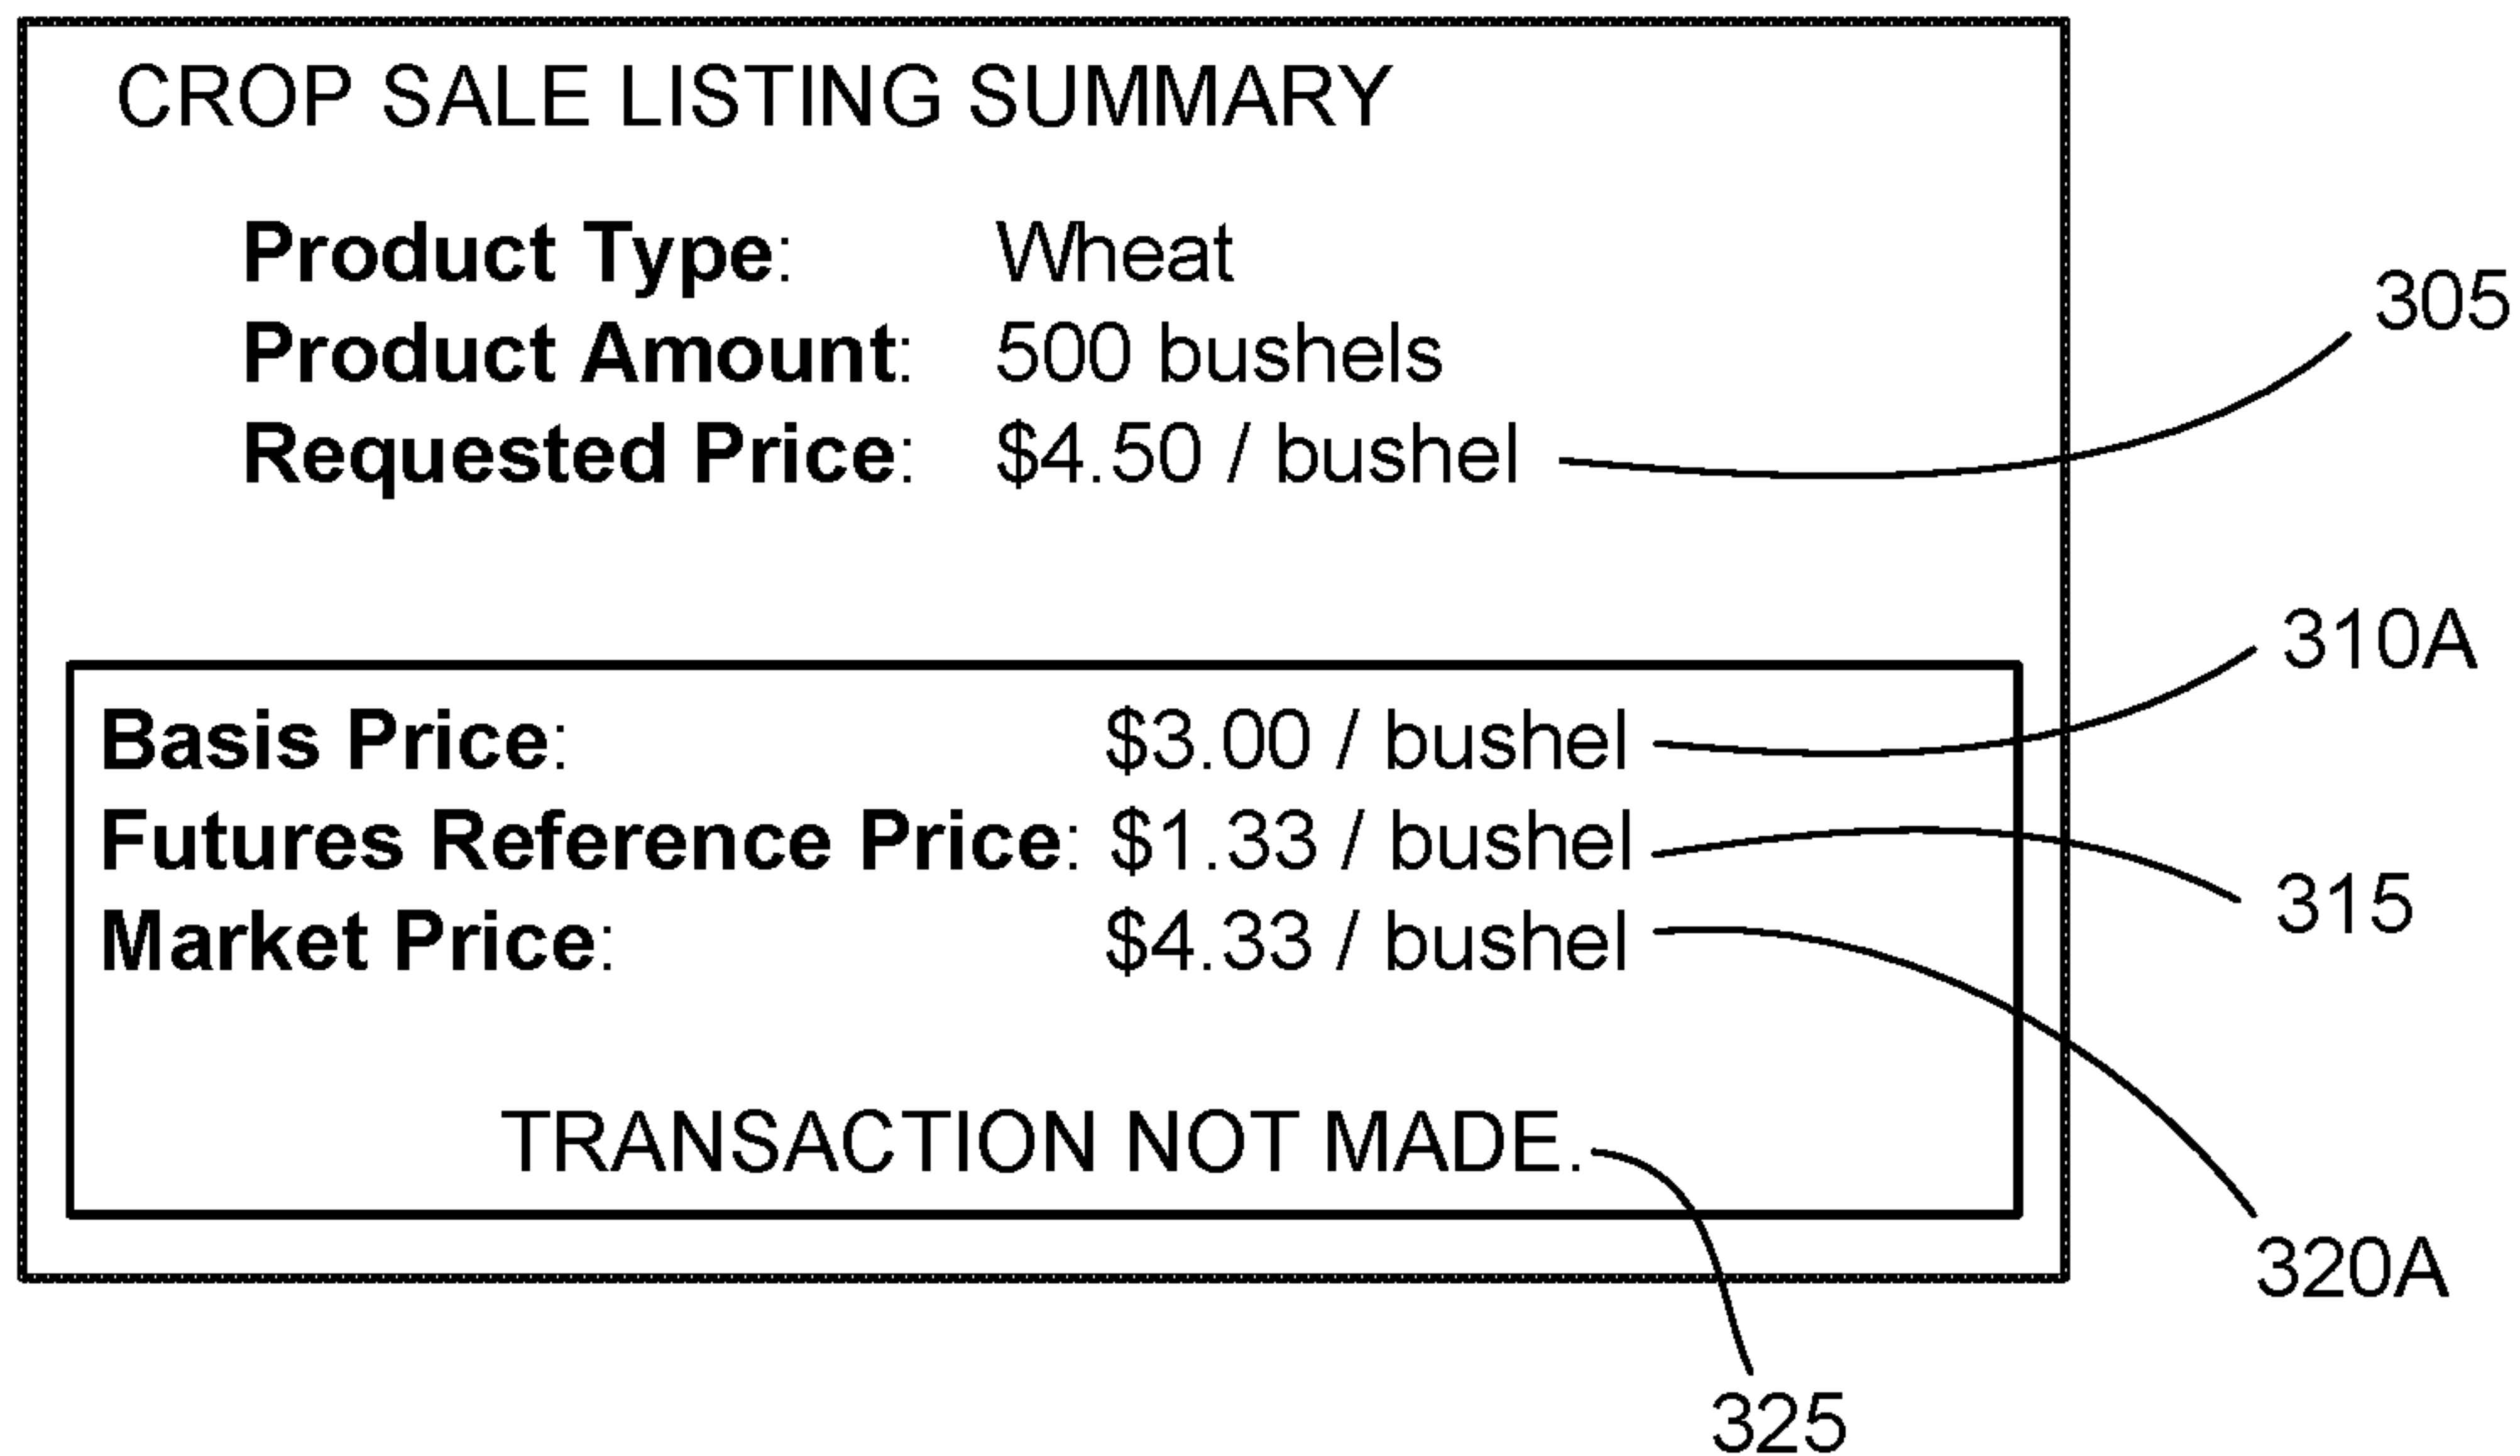 CROP SALE LISTING SUMMARY
Product Type: Wheat
Product Amount: 500 bushels
Requested Price: $4.50 / bushel
305
310A
Basis Price: $3.00 / bushel
Futures Reference Price: $1.33 / bushel
315
Market Price: $4.33 / bushel
TRANSACTION NOT MADE.
320A
325